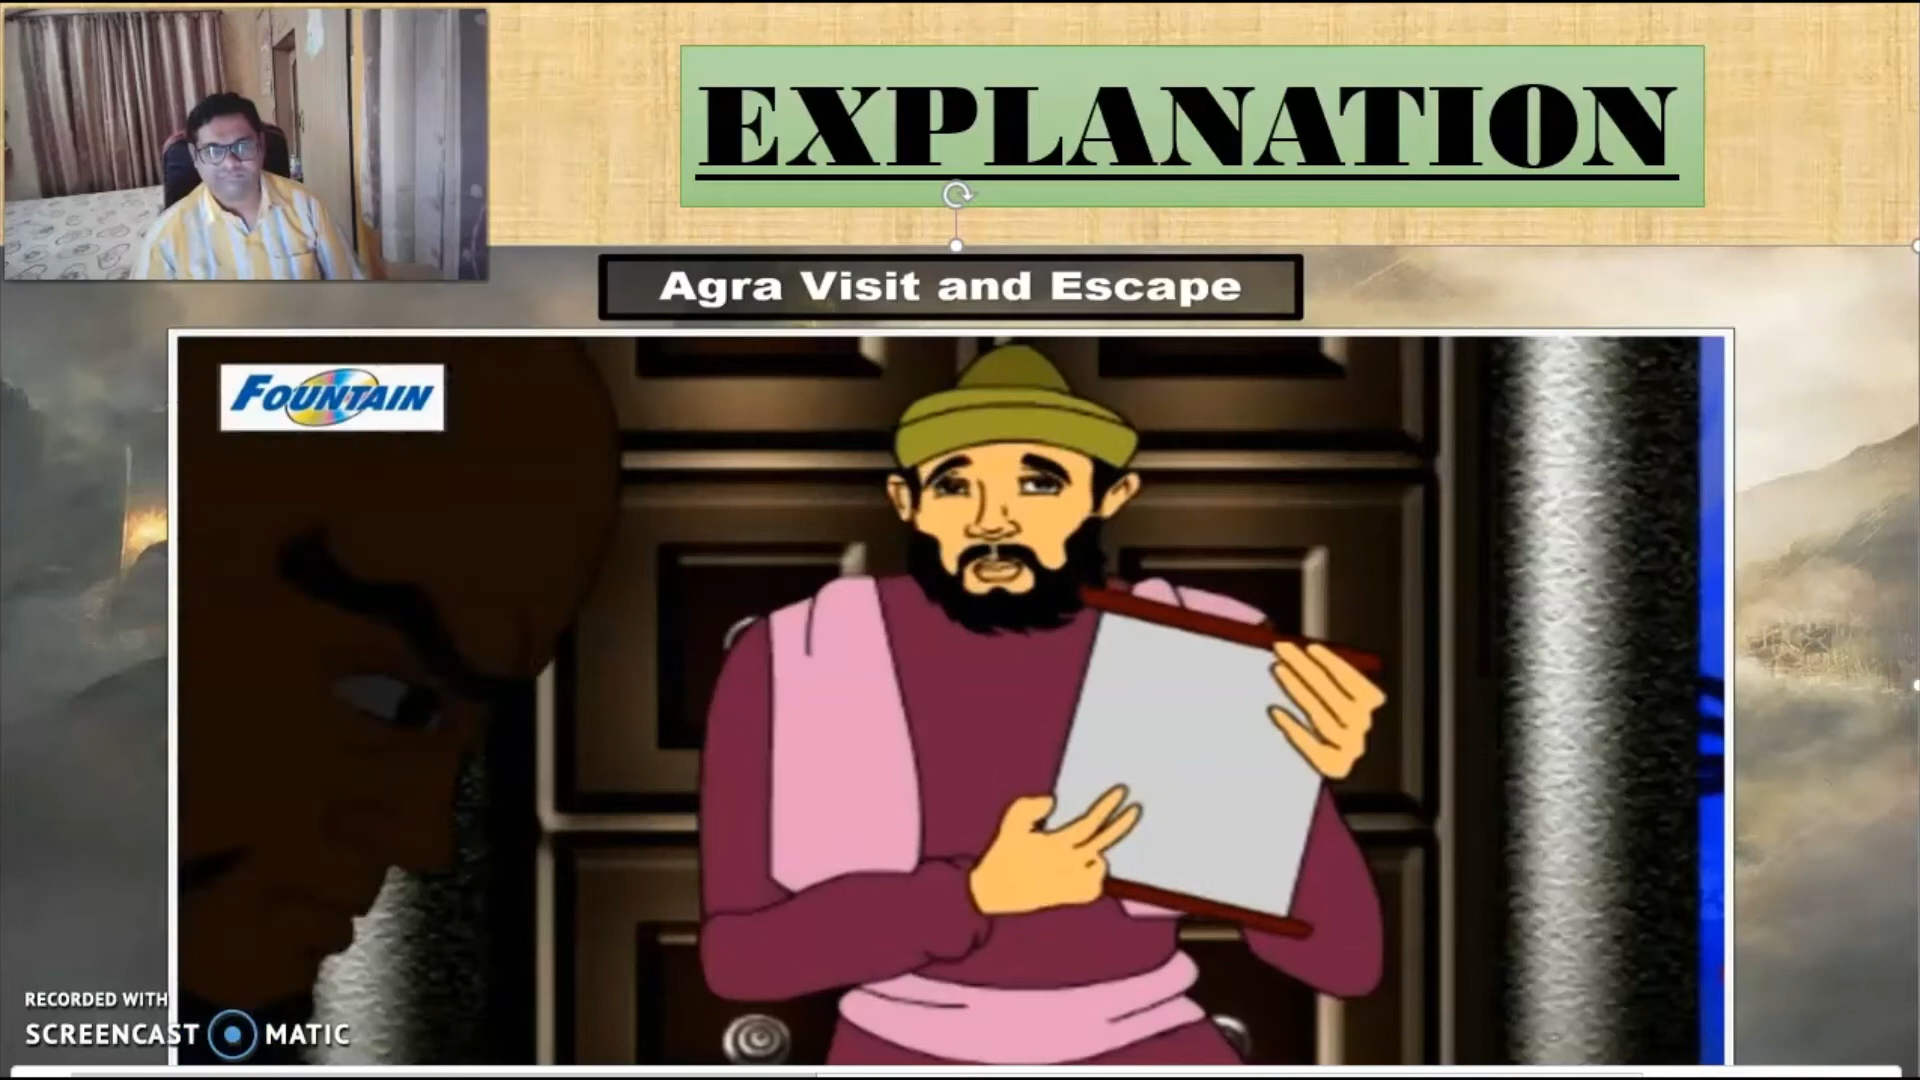 EXPLANATION
Agra Visit and Escape
FOUNTAIN
RECORDED WITH
SCREENCAST MATIC